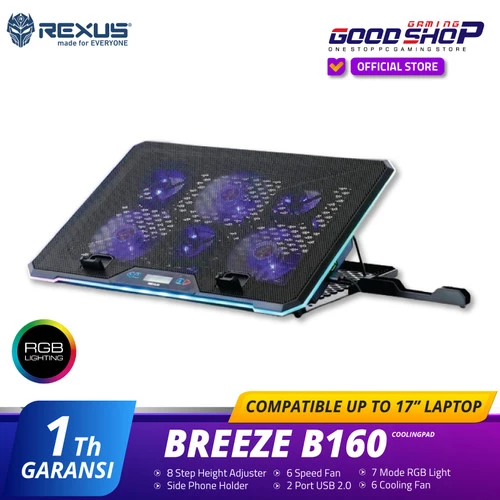 REXUS®
made for EVERYONE
GAMING
GOODSHOP
ONE STOP PC GAMING STORE
OFFICIAL STORE
RGB
LIGHTING
COMPATIBLE UP TO 17” LAPTOP
1Th
GARANSI
BREEZE B160 COOLINGPAD
• 8 Step Height Adjuster • 6 Speed Fan • 7 Mode RGB Light
• Side Phone Holder • 2 Port USB 2.0 • 6 Cooling Fan